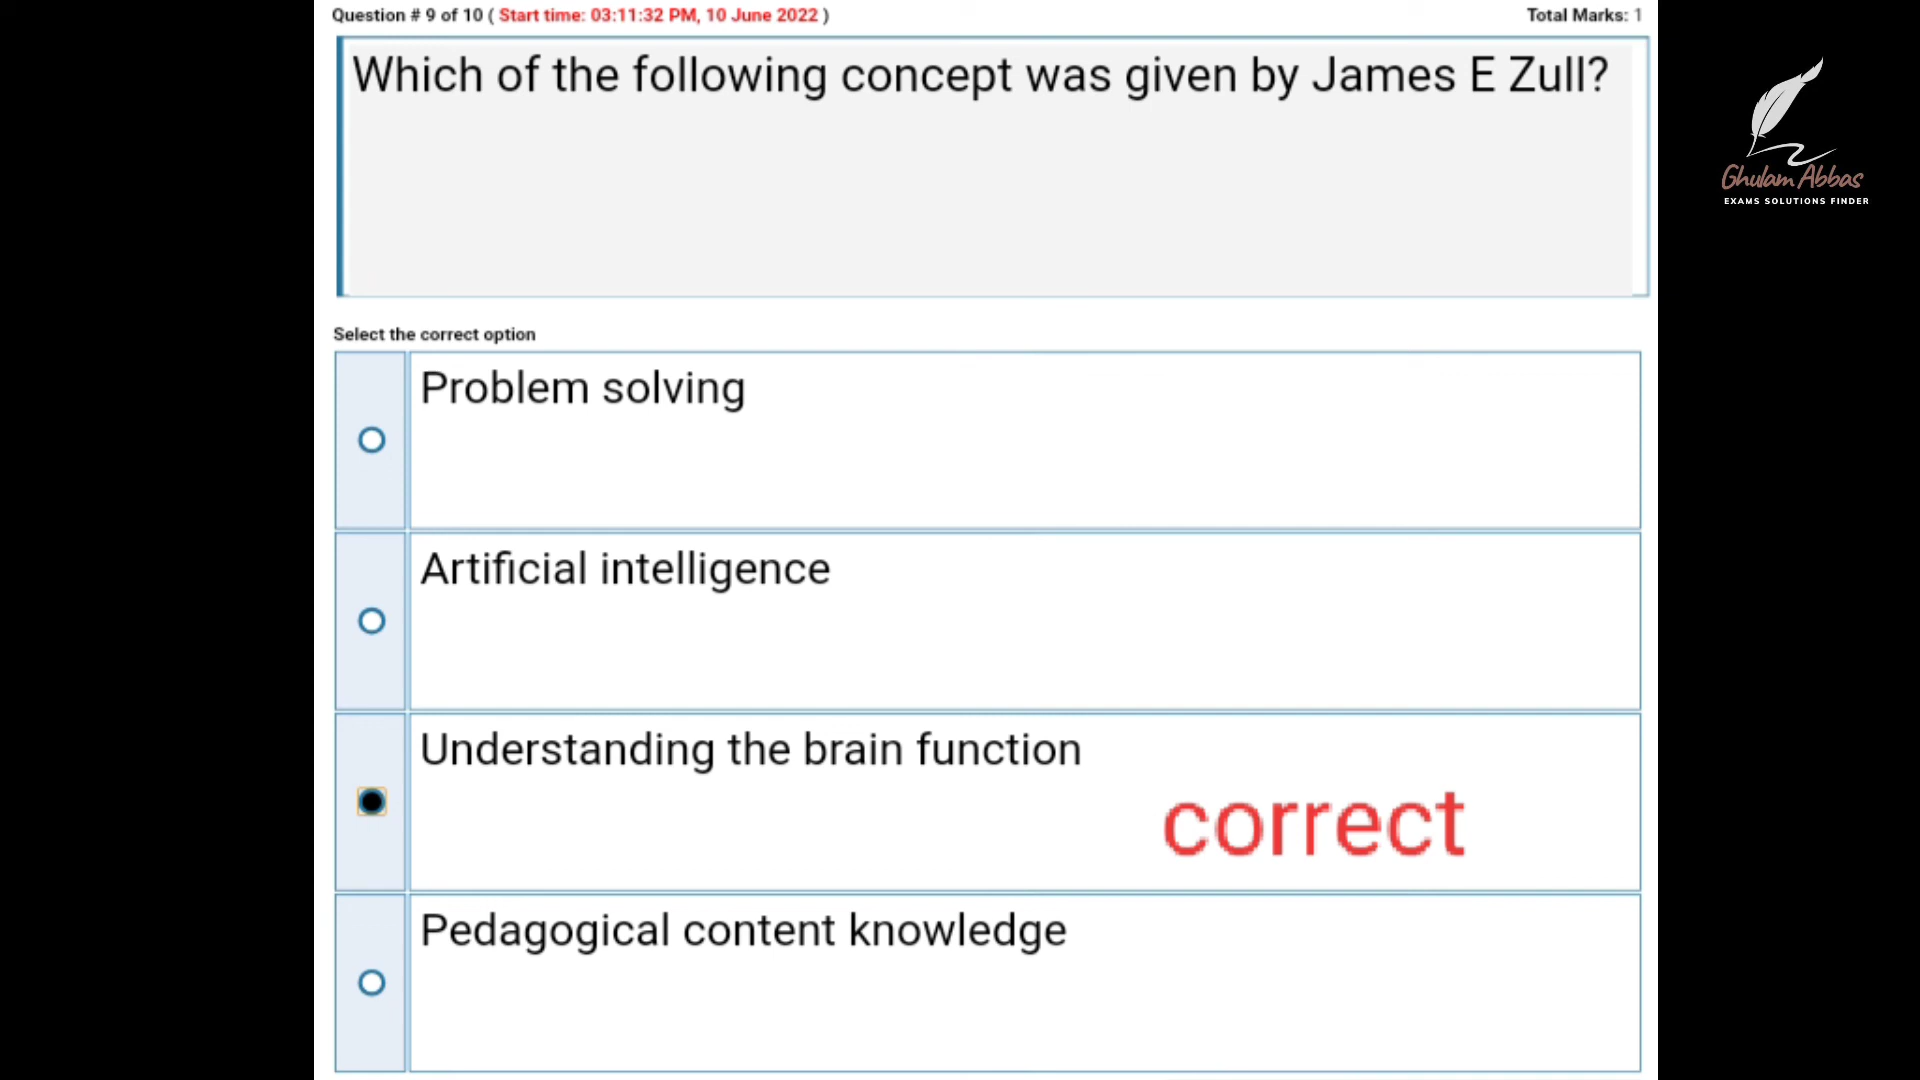 Question # 9 of 10 ( Start time: 03:11:32 PM, 10 June 2022 )
Total Marks: 1
Which of the following concept was given by James E Zull?
Ghulam Abbas
EXAMS SOLUTIONS FINDER
Select the correct option
Problem solving
Artificial intelligence
Understanding the brain function
correct
Pedagogical content knowledge